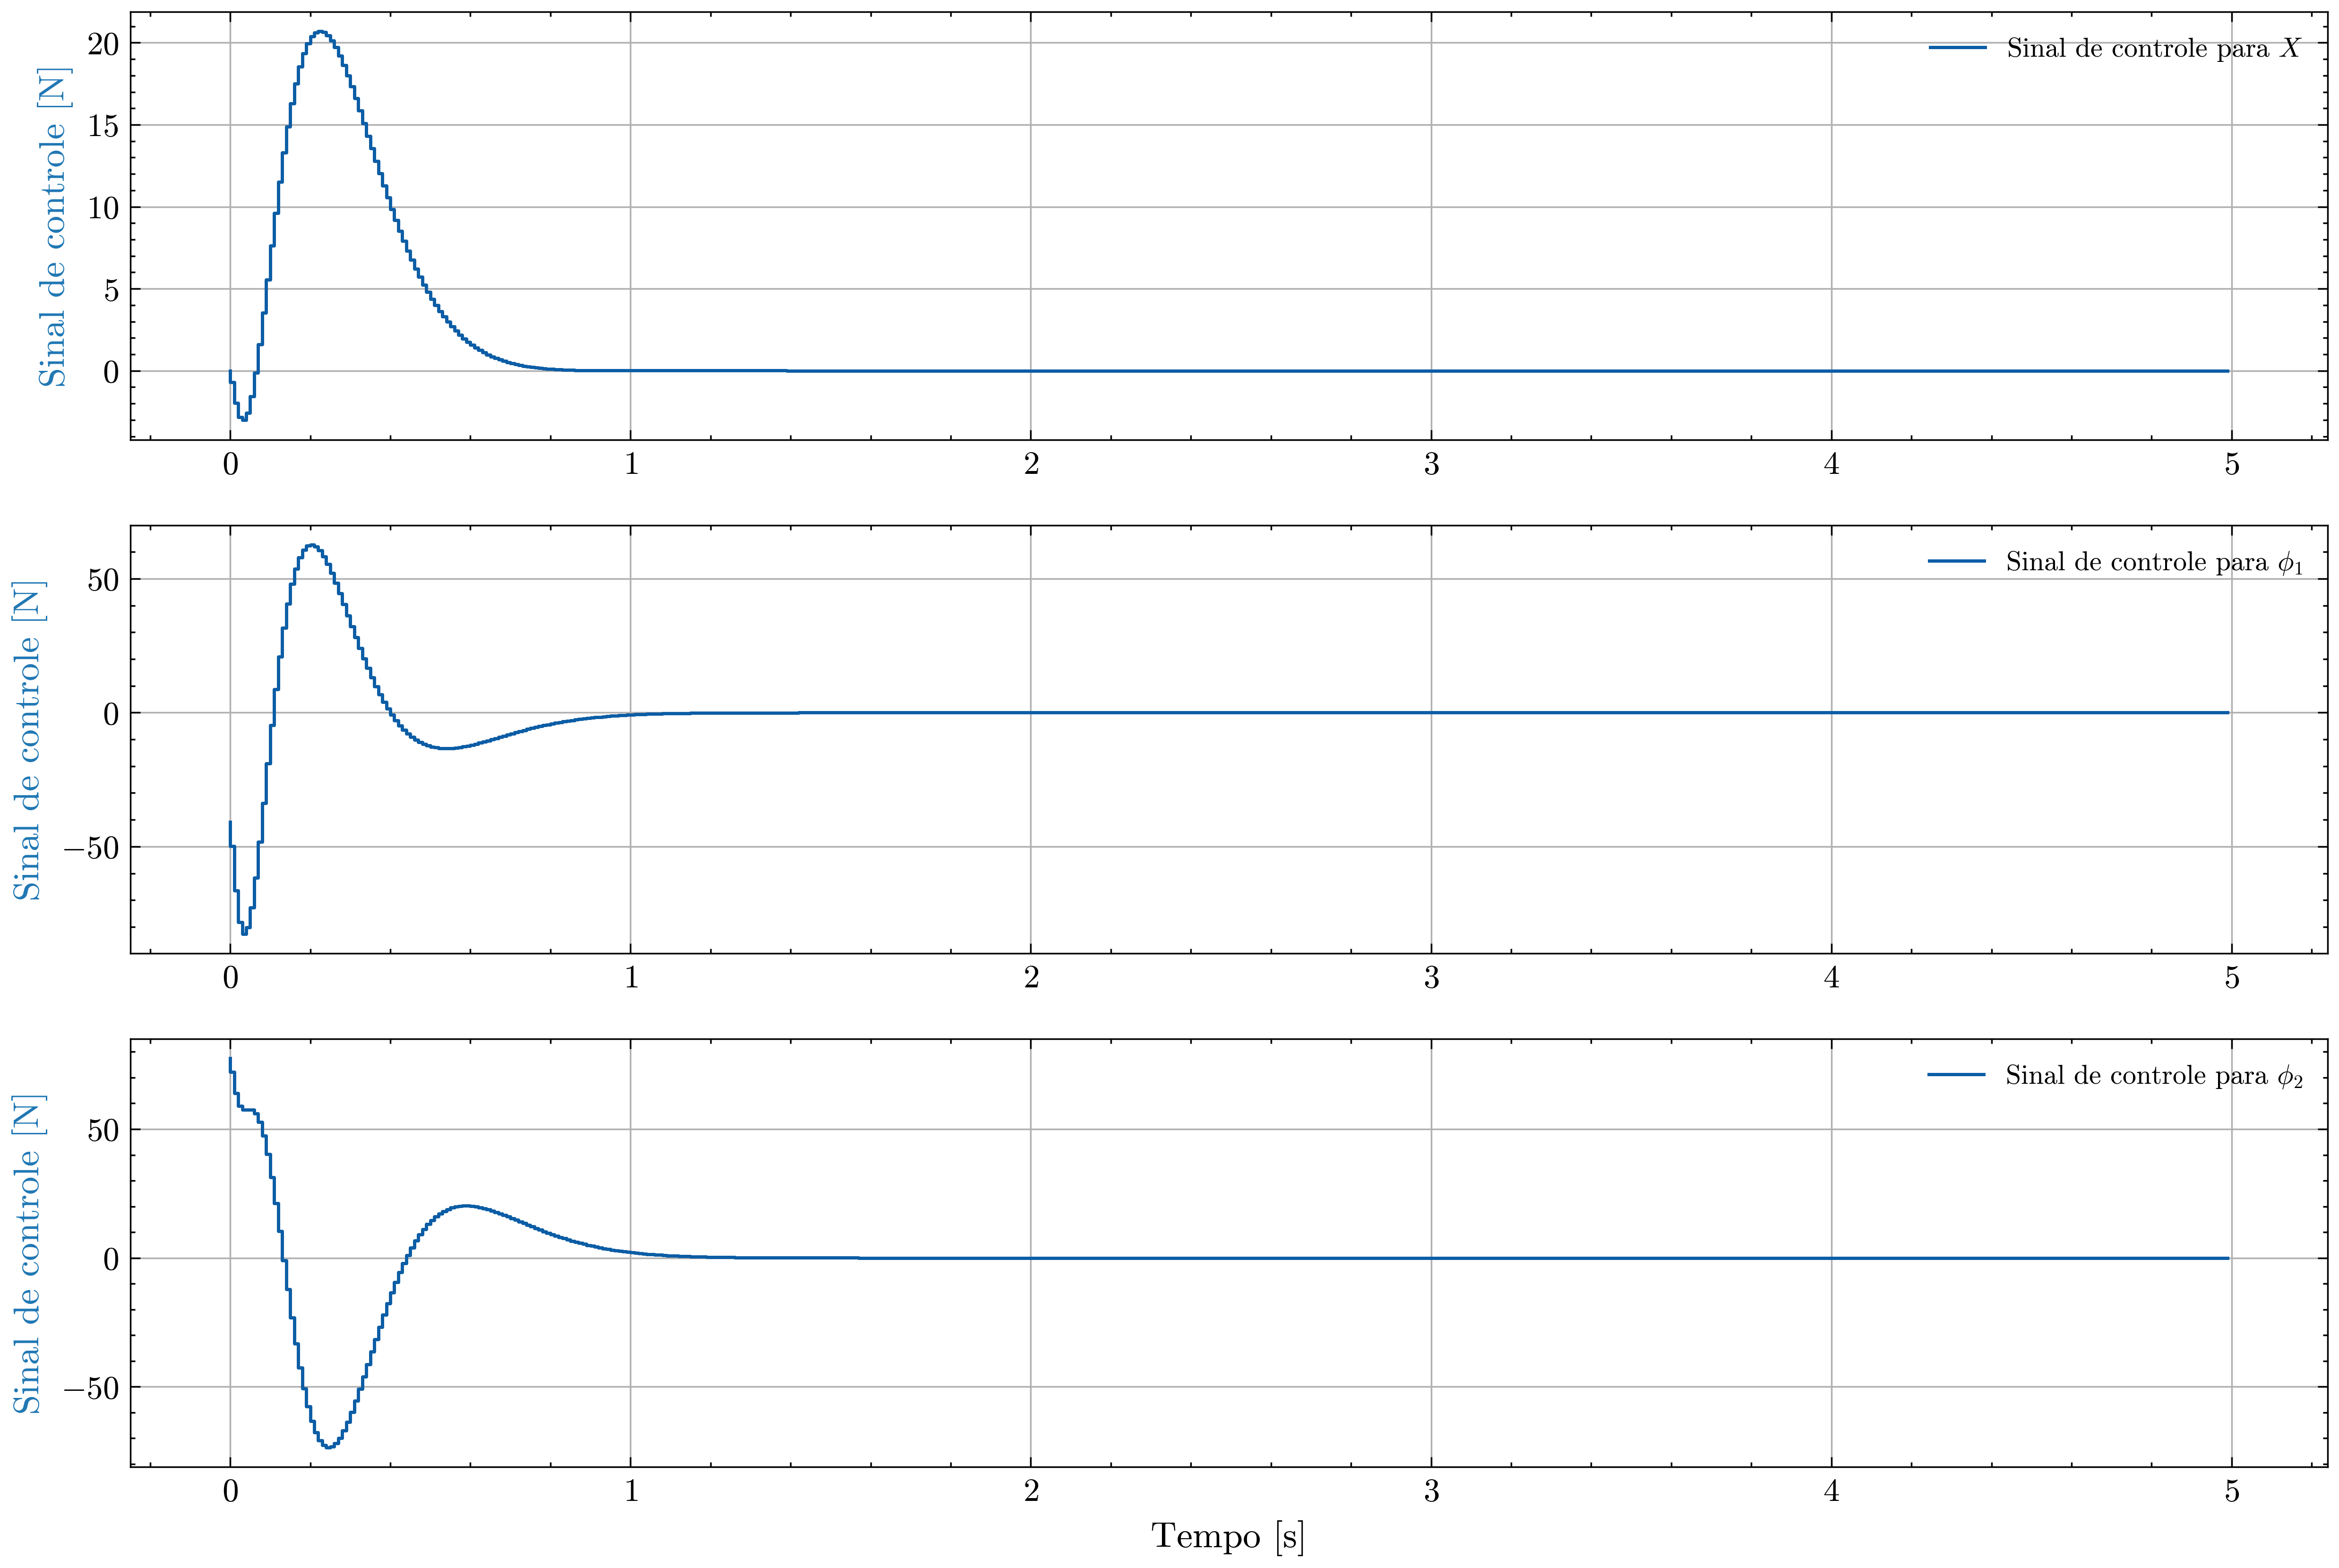 Sinal de controle [N]
20
15
10
5
0
Sinal de controle para X
0 1 2 3 4 5
Sinal de controle [N]
50
0
−50
Sinal de controle para ϕ₁
0 1 2 3 4 5
Sinal de controle [N]
50
0
−50
Sinal de controle para ϕ₂
0 1 2 3 4 5
Tempo [s]